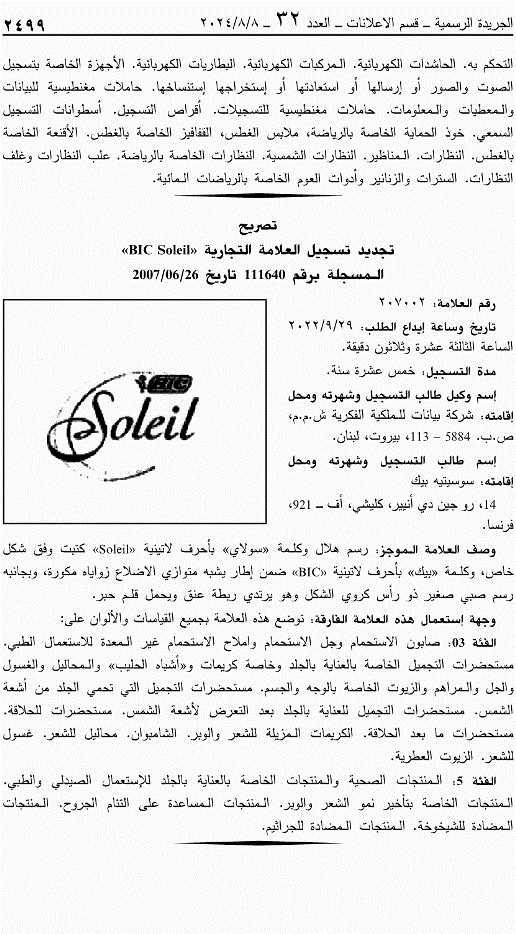 الجريدة الرسمية ـ قسم الاعلانات ـ العدد ٣٢ ـ ٢٠٢٤/٨/٨
٢٤٩٩
التحكم به. الحاشدات الكهربائية. المركبات الكهربائية. البطاريات الكهربائية. الأجهزة الخاصة بتسجيل
الصوت والصور أو إرسالها أو استعادتها أو إستخراجها إستنساخها. حاملات مغنطيسية للبيانات
والمعطيات والمعلومات. حاملات مغنطيسية للتسجيلات. أقراص التسجيل. أسطوانات التسجيل
السمعي. خوذ الحماية الخاصة بالرياضة، ملابس الغطس، القفافيز الخاصة بالغطس. الأقنعة الخاصة
بالغطس. النظارات. المناظير. النظارات الشمسية. النظارات الخاصة بالرياضة. علب النظارات وغلف
النظارات. السترات والزنانير وأدوات العوم الخاصة بالرياضات المائية.
تصريح
تجديد تسجيل العلامة التجارية «BIC Soleil»
المسجلة برقم 111640 تاريخ 2007/06/26
رقم العلامة: ٢٠٧٠٠٢
تاريخ وساعة إيداع الطلب: ٢٠٢٢/٩/٢٩
الساعة الثالثة عشرة وثلاثون دقيقة.
مدة التسجيل: خمس عشرة سنة.
إسم وكيل طالب التسجيل وشهرته ومحل
إقامته: شركة بيانات للملكية الفكرية ش.م.م،
ص.ب. 5884 – 113، بيروت، لبنان.
إسم طالب التسجيل وشهرته ومحل
إقامته: سوسيتيه بيك
14، رو جين دي أنيير، كليشي، أف ـ 921،
فرنسا.
BIC
Soleil
وصف العلامة الموجز: رسم هلال وكلمة «سولاي» بأحرف لاتينية «Soleil» كتبت وفق شكل
خاص، وكلمة «بيك» بأحرف لاتينية «BIC» ضمن إطار يشبه متوازي الاضلاع زواياه مكورة، وبجانبه
رسم صبي صغير ذو رأس كروي الشكل وهو يرتدي ربطة عنق ويحمل قلم حبر.
وجهة إستعمال هذه العلامة الفارقة: توضع هذه العلامة بجميع القياسات والألوان على:
الفئة 03: صابون الاستحمام وجل الاستحمام واملاح الاستحمام غير المعدة للاستعمال الطبي.
مستحضرات التجميل الخاصة بالعناية بالجلد وخاصة كريمات و«أشباه الحليب» والمحاليل والغسول
والجل والمراهم والزيوت الخاصة بالوجه والجسم. مستحضرات التجميل التي تحمي الجلد من أشعة
الشمس. مستحضرات التجميل للعناية بالجلد بعد التعرض لأشعة الشمس. مستحضرات للحلاقة.
مستحضرات ما بعد الحلاقة. الكريمات المزيلة للشعر والوبر. الشامبوان. محاليل للشعر. غسول
للشعر. الزيوت العطرية.
الفئة 5: المنتجات الصحية والمنتجات الخاصة بالعناية بالجلد للإستعمال الصيدلي والطبي.
المنتجات الخاصة بتأخير نمو الشعر والوبر. المنتجات المساعدة على التئام الجروح. المنتجات
المضادة للشيخوخة. المنتجات المضادة للجراثيم.